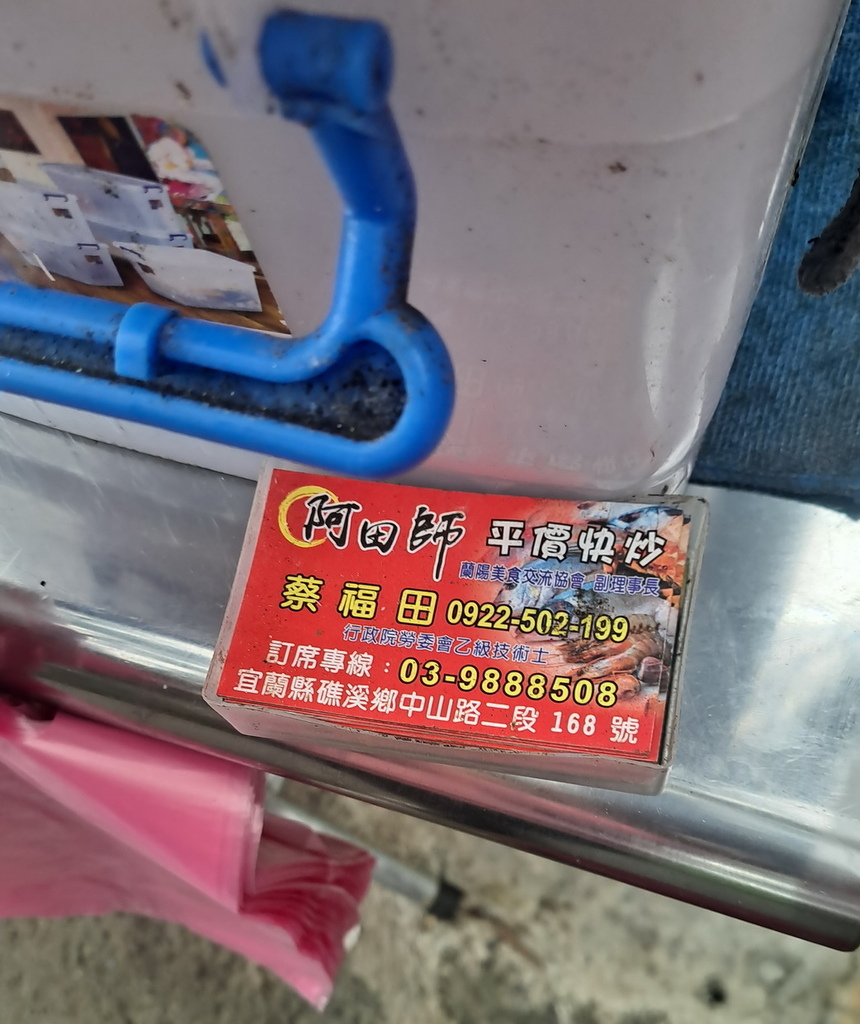 阿田師 平價快炒
蘭陽美食交流協會 副理事長
蔡福田 0922-502-199
行政院勞委會乙級技術士
訂席專線：03-9888508
宜蘭縣礁溪鄉中山路二段 168 號